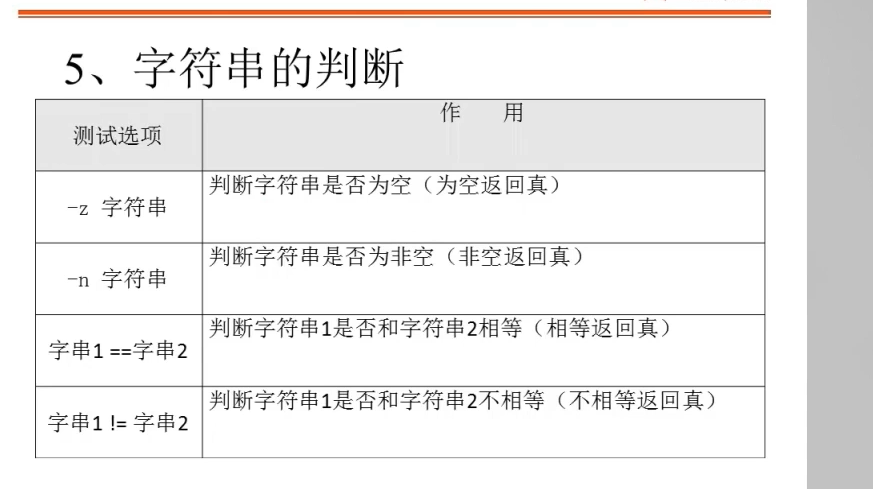 5、字符串的判断
测试选项 作 用
-z 字符串 判断字符串是否为空（为空返回真）
-n 字符串 判断字符串是否为非空（非空返回真）
字串1 ==字串2 判断字符串1是否和字符串2相等（相等返回真）
字串1 != 字串2 判断字符串1是否和字符串2不相等（不相等返回真）